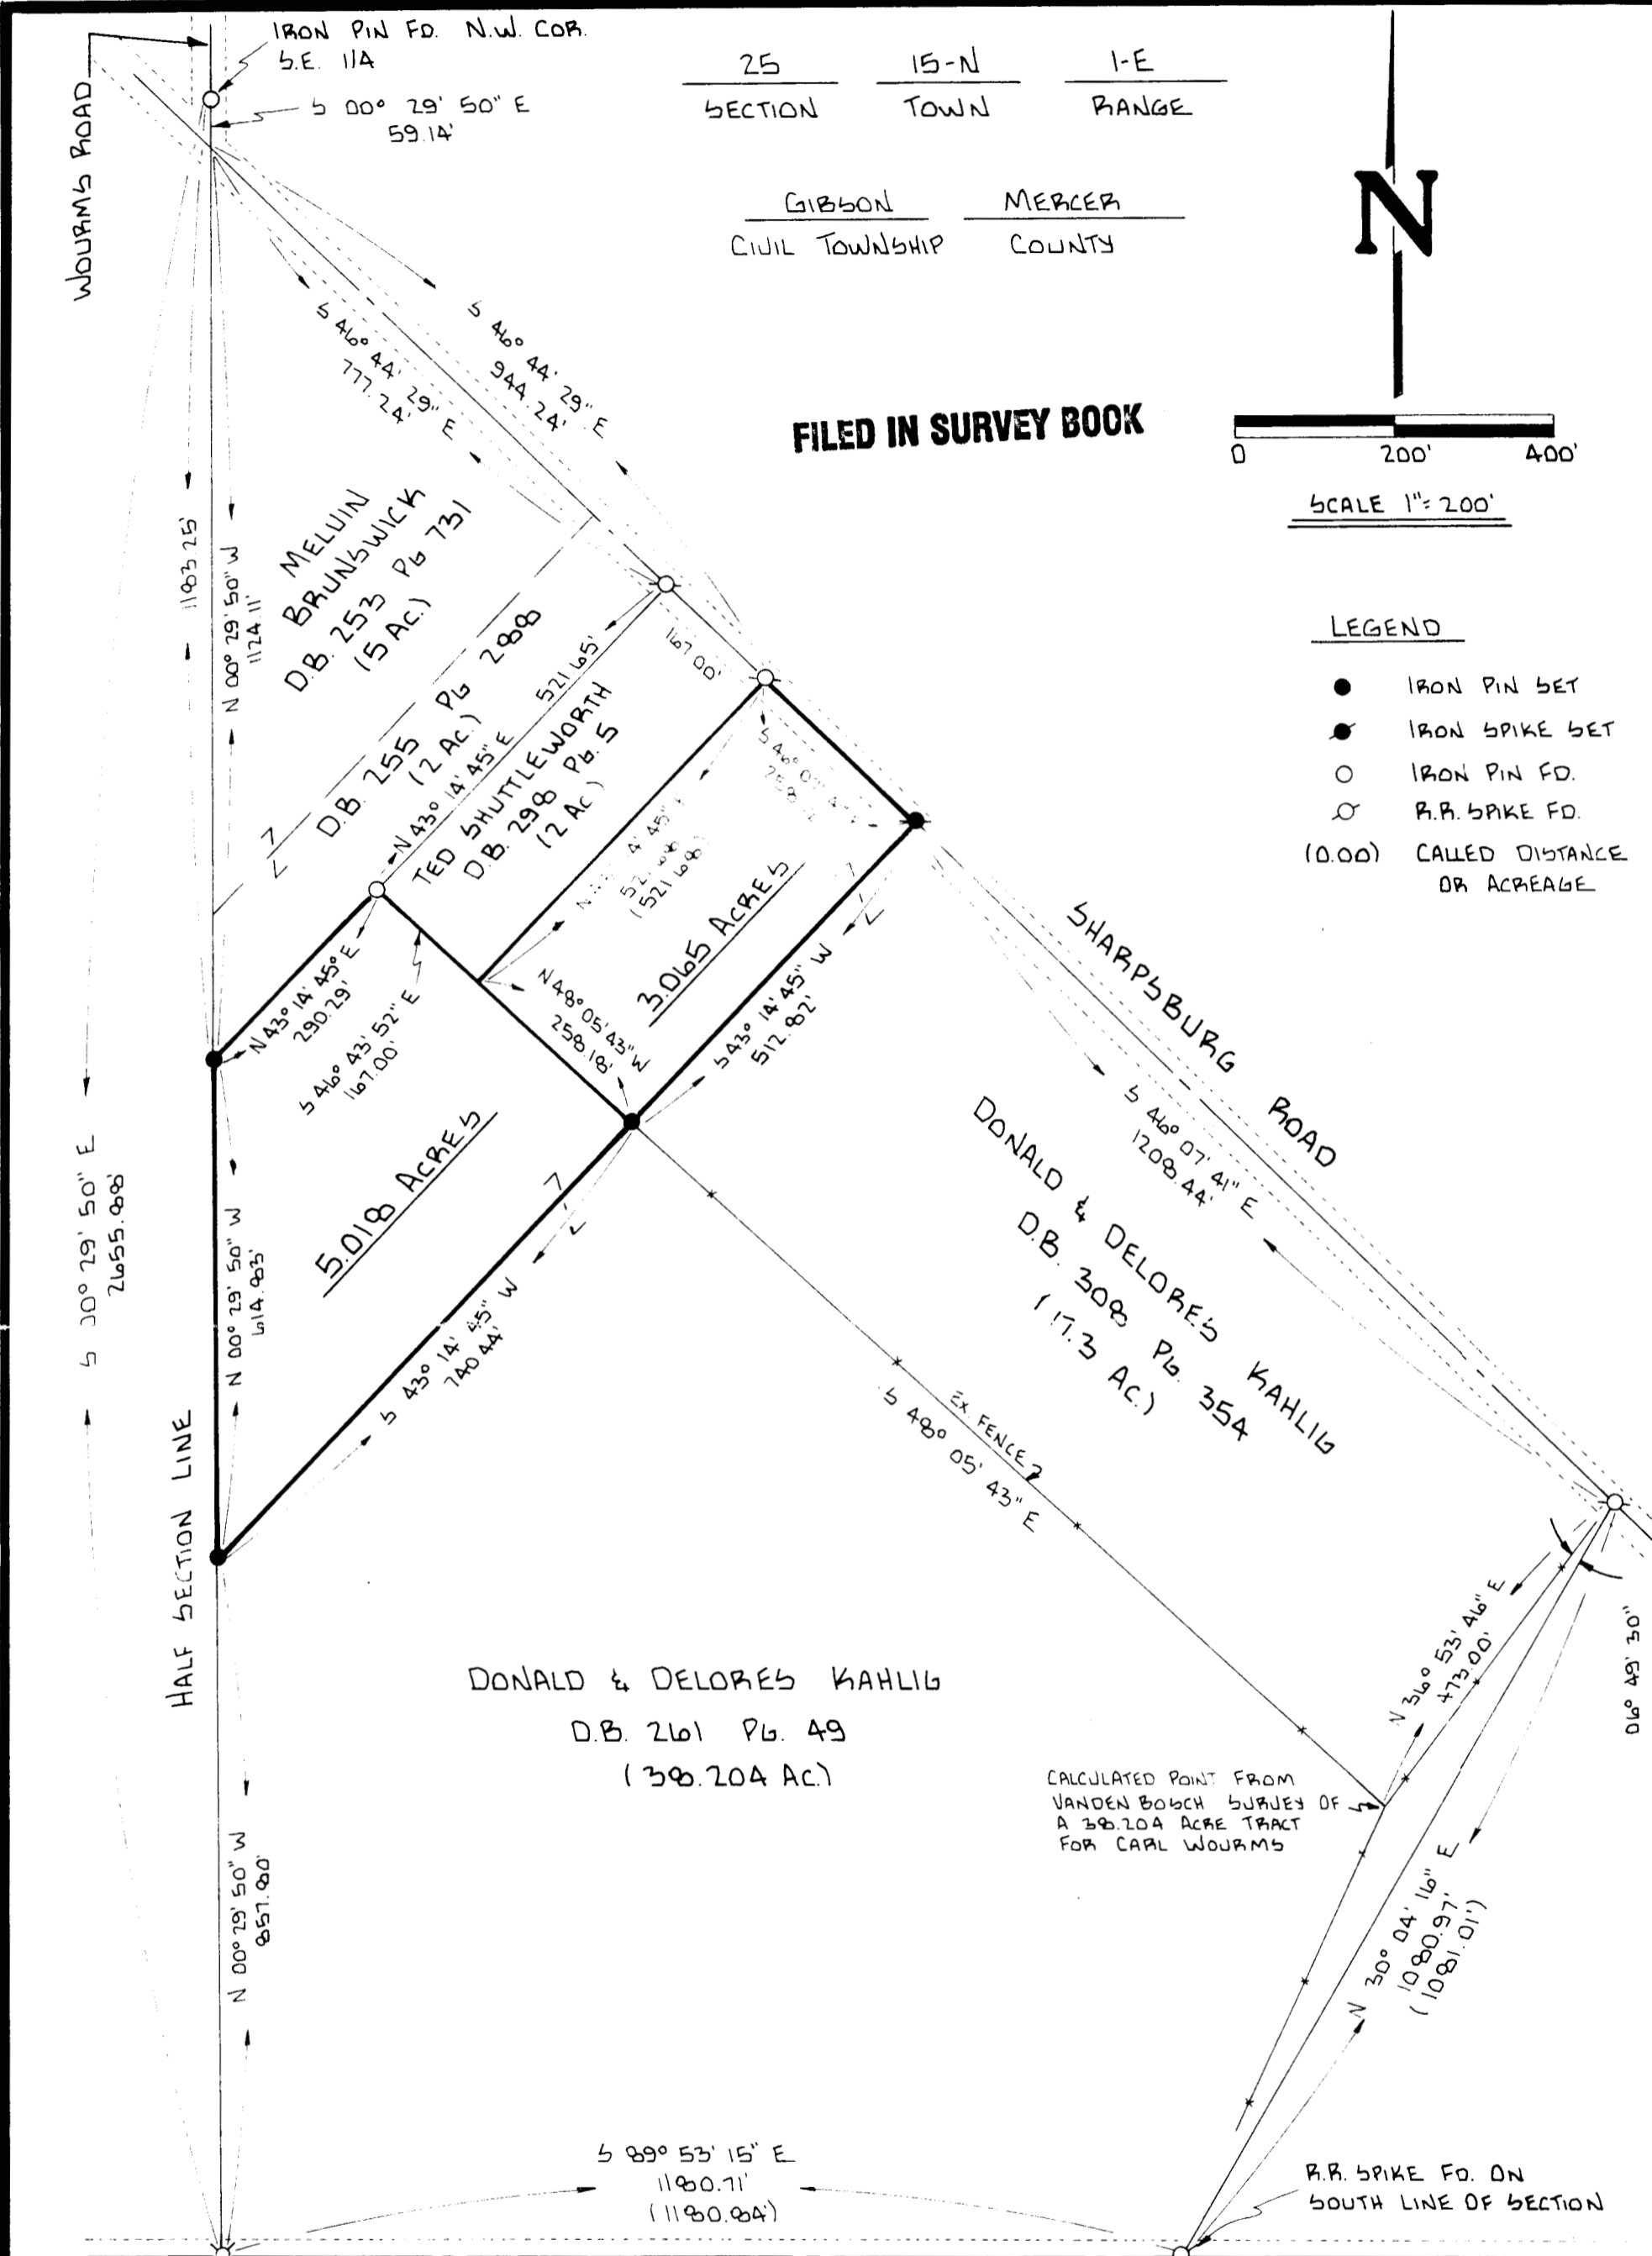 IRON PIN FD. N.W. COR.
S.E. 1/4
S 00° 29' 50" E
59.14'
WOURMS ROAD
25
SECTION
15-N
TOWN
1-E
RANGE
GIBSON
CIVIL TOWNSHIP
MERCER
COUNTY
N
FILED IN SURVEY BOOK
0 200' 400'
SCALE 1"= 200'
LEGEND
IRON PIN SET
IRON SPIKE SET
IRON PIN FD.
R.R. SPIKE FD.
(0.00) CALLED DISTANCE
OR ACREAGE
S 46° 44' 29" E
944.24'
S 46° 44' 29" E
777.24'
1183.25'
N 00° 29' 50" W
1124.11'
MELVIN
BRUNSWICK
D.B. 253 PG 731
(5 AC.)
D.B. 255 PG 288
(2 AC.)
N 43° 14' 45" E 521.65'
TED SHUTTLEWORTH
D.B. 298 PG. 5
(2 AC)
167.00'
S 46°
258
4' 45"
(521.68)
3.065 ACRES
S 43° 14' 45" W
512.82'
N 48° 05' 43" W
258.18'
N 43° 14' 45" E
290.29'
S 46° 43' 52" E
167.00'
5.018 ACRES
S 00° 29' 50" E
2655.88'
N 00° 29' 50" W
614.83'
S 43° 14' 45" W
740.44'
HALF SECTION LINE
SHARPSBURG ROAD
S 46° 07' 41" E
1208.44'
DONALD & DELORES KAHLIG
D.B. 308 PG. 354
(17.3 AC.)
EX. FENCE
S 48° 05' 43" E
DONALD & DELORES KAHLIG
D.B. 261 PG. 49
(38.204 AC.)
N 36° 53' 46" E
473.00'
06° 49' 30"
CALCULATED POINT FROM
VANDEN BOSCH SURVEY OF
A 38.204 ACRE TRACT
FOR CARL WOURMS
N 30° 04' 16" E
1080.97'
(1081.01')
N 00° 29' 50" W
857.80'
S 89° 53' 15" E
1180.71'
(1180.84')
R.R. SPIKE FD. ON
SOUTH LINE OF SECTION